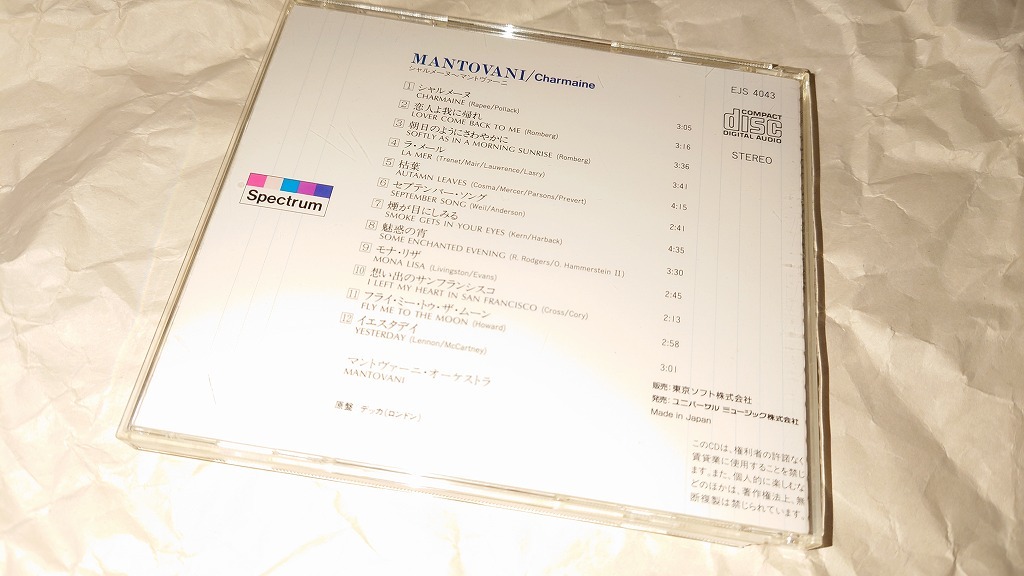 MANTOVANI/Charmaine
シャルメーヌ〜マントヴァーニ
1 シャルメーヌ
CHARMAINE (Rapee/Pollack) 3:05
2 恋人よ我に帰れ
LOVER COME BACK TO ME (Romberg) 3:16
3 朝日のようにさわやかに
SOFTLY AS IN A MORNING SUNRISE (Romberg) 3:36
4 ラ・メール
LA MER (Trenet/Mair/Lauwrence/Lasry) 3:41
5 枯葉
AUTAMN LEAVES (Cosma/Mercer/Parsons/Prevert) 4:15
6 セプテンバー・ソング
SEPTEMBER SONG (Weil/Anderson) 2:41
7 煙が目にしみる
SMOKE GETS IN YOUR EYES (Kern/Harback) 4:35
8 魅惑の宵
SOME ENCHANTED EVENING (R. Rodgers/O. Hammerstein II) 3:30
9 モナ・リザ
MONA LISA (Livingston/Evans) 2:45
10 想い出のサンフランシスコ
I LEFT MY HEART IN SAN FRANCISCO (Cross/Cory) 2:13
11 フライ・ミー・トゥ・ザ・ムーン
FLY ME TO THE MOON (Howard) 2:58
12 イエスタデイ
YESTERDAY (Lennon/McCartney) 3:01
マントヴァーニ・オーケストラ
MANTOVANI
原盤 デッカ(ロンドン)
Spectrum
EJS 4043
COMPACT
disc
DIGITAL AUDIO
STEREO
販売:東京ソフト株式会社
発売:ユニバーサル ミュージック株式会社
Made in Japan
このCDは、権利者の許諾なく
賃貸業に使用することを禁じ
ます。また、個人的に楽しむな
どのほかは、著作権法上、無
断複製は禁じられています。